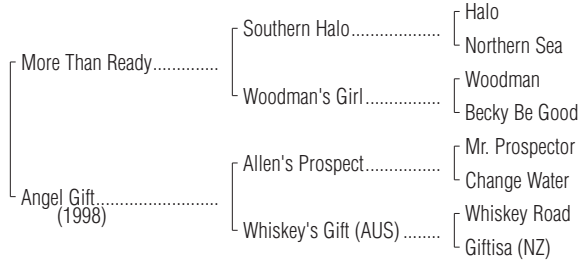 Halo
Southern Halo....................
Northern Sea
More Than Ready..............
Woodman
Woodman's Girl.................
Becky Be Good
Mr. Prospector
Allen's Prospect.................
Change Water
Angel Gift..........................
(1998)
Whiskey Road
Whiskey's Gift (AUS) ........
Giftisa (NZ)